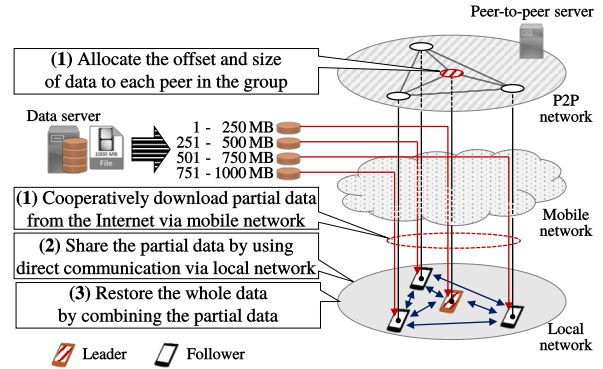 Peer-to-peer server
(1) Allocate the offset and size
of data to each peer in the group
P2P
network
Data server
1000 MB
File
1 - 250 MB
251 - 500 MB
501 - 750 MB
751 - 1000 MB
(1) Cooperatively download partial data
from the Internet via mobile network
Mobile
network
(2) Share the partial data by using
direct communication via local network
(3) Restore the whole data
by combining the partial data
Local
network
Leader
Follower